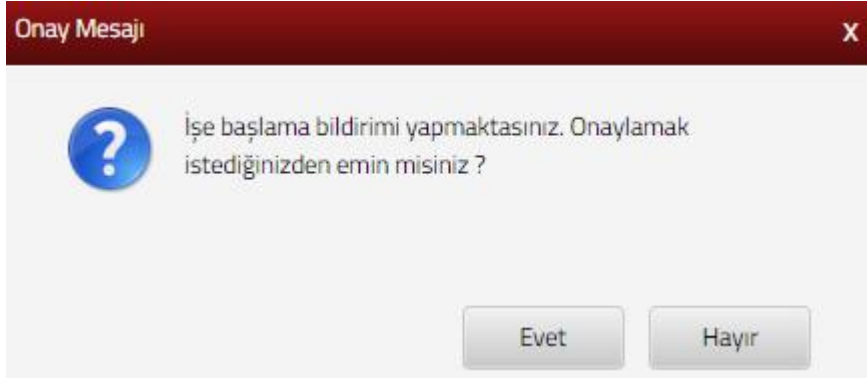 Onay Mesajı
X
İşe başlama bildirimi yapmaktasınız. Onaylamak
istediğinizden emin misiniz ?
Evet
Hayır